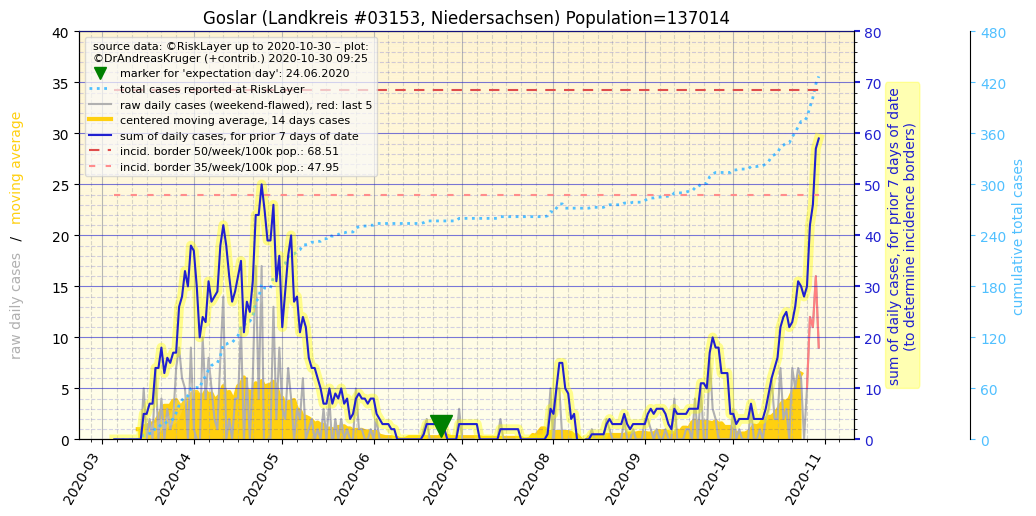 Goslar (Landkreis #03153, Niedersachsen) Population=137014
source data: ©RiskLayer up to 2020-10-30 – plot:
©DrAndreasKruger (+contrib.) 2020-10-30 09:25
marker for 'expectation day': 24.06.2020
total cases reported at RiskLayer
raw daily cases (weekend-flawed), red: last 5
centered moving average, 14 days cases
sum of daily cases, for prior 7 days of date
incid. border 50/week/100k pop.: 68.51
incid. border 35/week/100k pop.: 47.95
raw daily cases / moving average
40
35
30
25
20
15
10
5
0
80
70
60
50
40
30
20
10
0
sum of daily cases, for prior 7 days of date
(to determine incidence borders)
480
420
360
300
240
180
120
60
0
cumulative total cases
2020-03
2020-04
2020-05
2020-06
2020-07
2020-08
2020-09
2020-10
2020-11